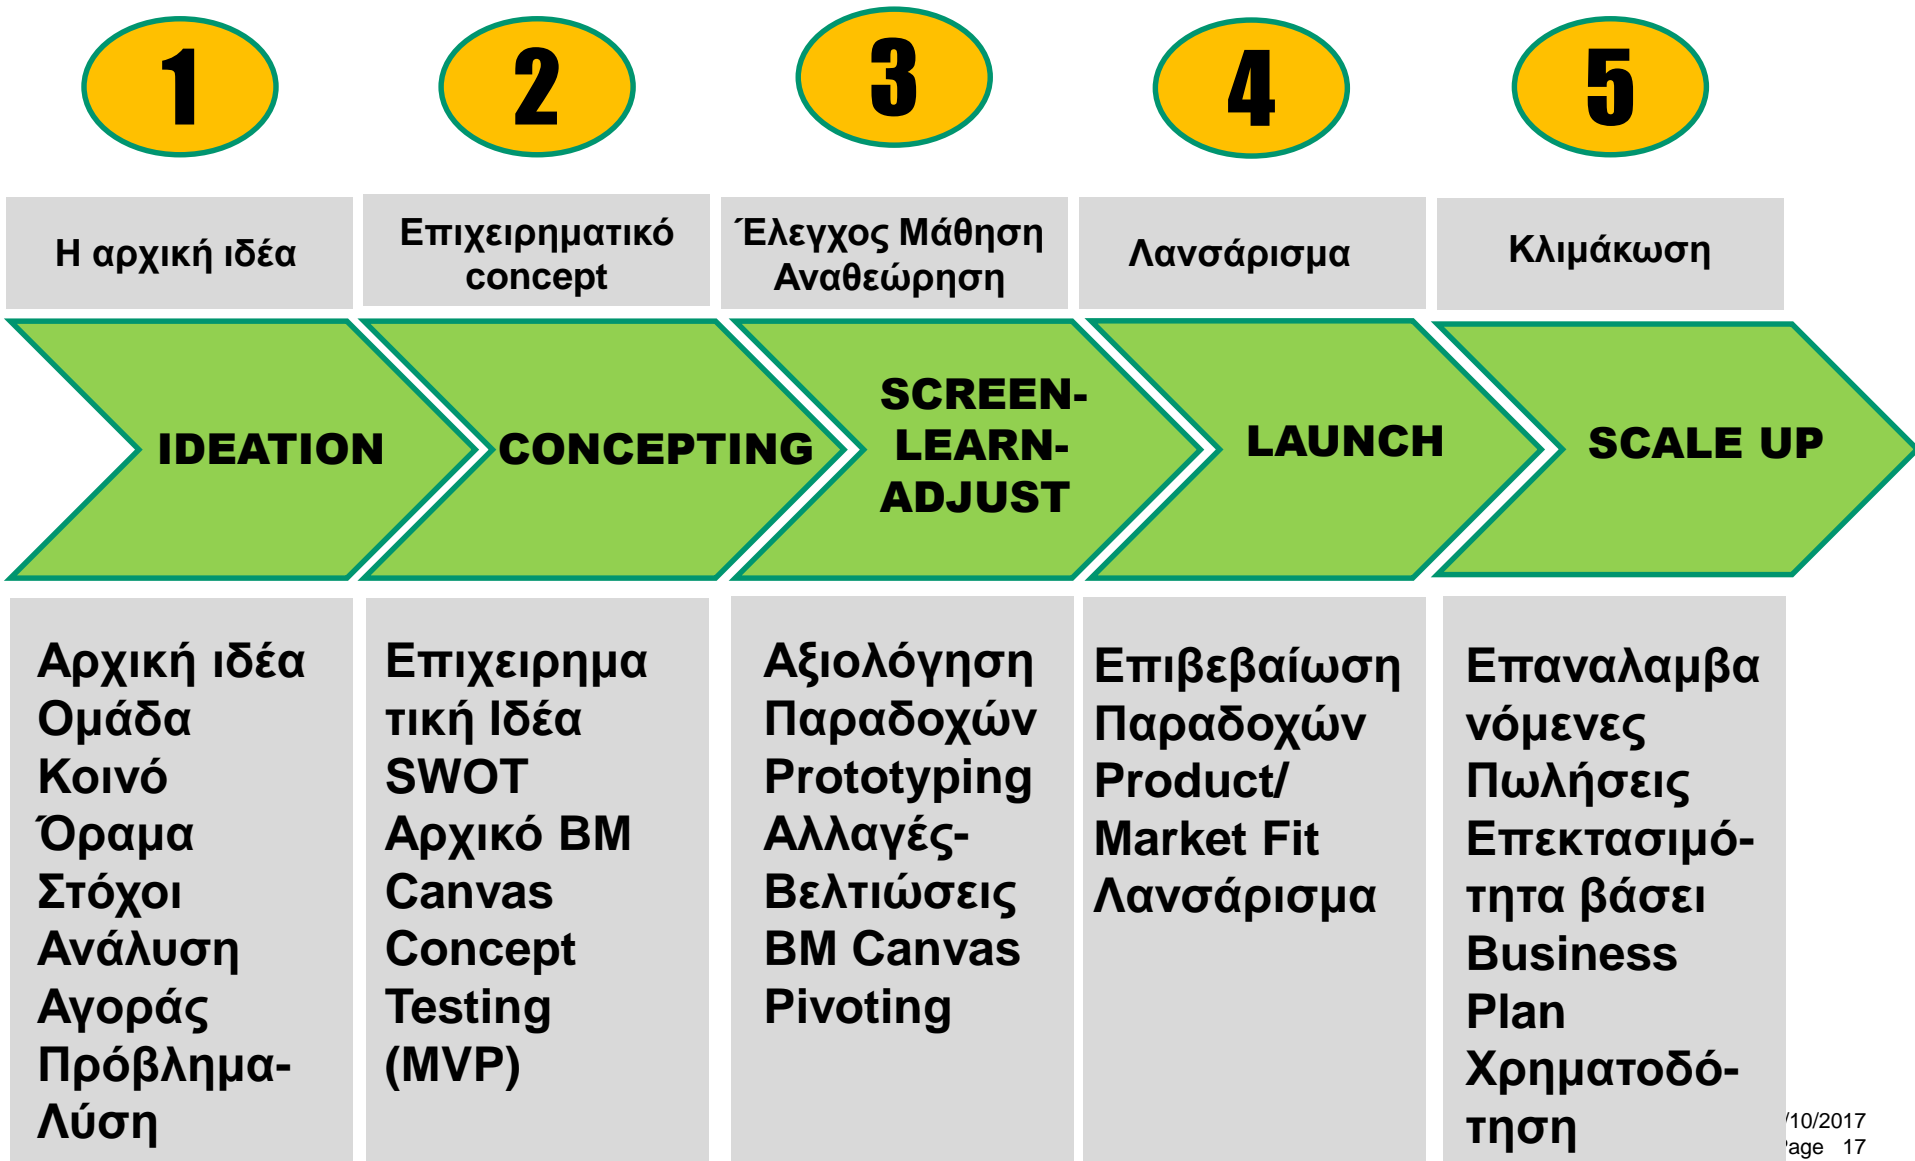 1
2
3
4
5
Η αρχική ιδέα
Επιχειρηματικό
concept
Έλεγχος Μάθηση
Αναθεώρηση
Λανσάρισμα
Κλιμάκωση
IDEATION
CONCEPTING
SCREEN-
LEARN-
ADJUST
LAUNCH
SCALE UP
Αρχική ιδέα
Ομάδα
Κοινό
Όραμα
Στόχοι
Ανάλυση
Αγοράς
Πρόβλημα-
Λύση
Επιχειρημα
τική Ιδέα
SWOT
Αρχικό BM
Canvas
Concept
Testing
(MVP)
Αξιολόγηση
Παραδοχών
Prototyping
Αλλαγές-
Βελτιώσεις
BM Canvas
Pivoting
Επιβεβαίωση
Παραδοχών
Product/
Market Fit
Λανσάρισμα
Επαναλαμβα
νόμενες
Πωλήσεις
Επεκτασιμό-
τητα βάσει
Business
Plan
Χρηματοδό-
τηση
/10/2017
age 17